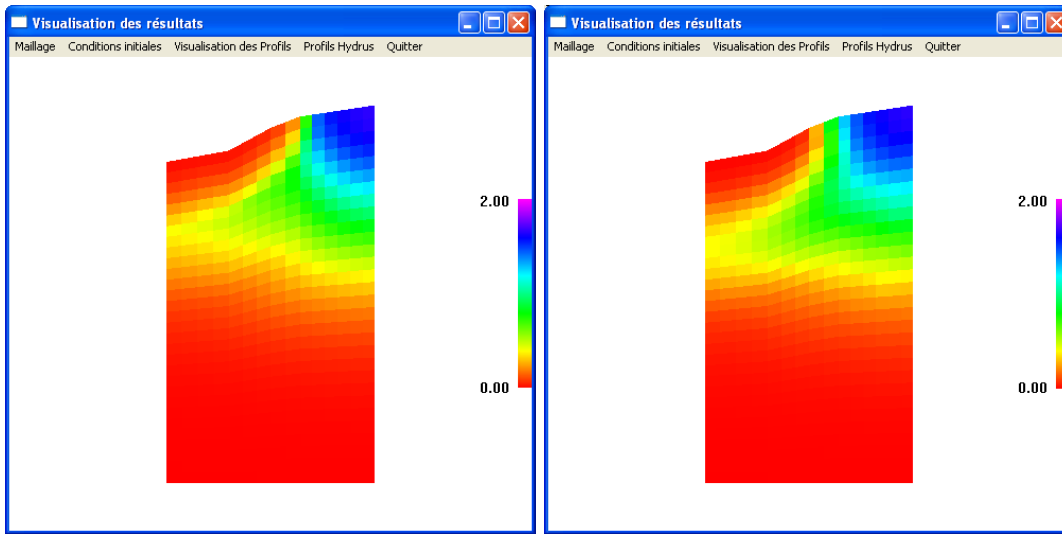 Visualisation des résultats
Maillage Conditions initiales Visualisation des Profils Profils Hydrus Quitter
2.00
0.00
Visualisation des résultats
Maillage Conditions initiales Visualisation des Profils Profils Hydrus Quitter
2.00
0.00